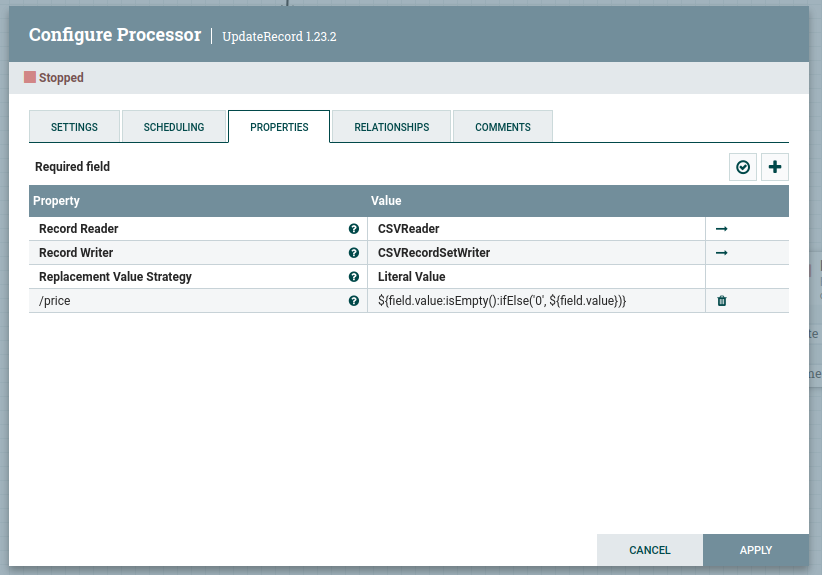 Configure Processor | UpdateRecord 1.23.2
Stopped
SETTINGS SCHEDULING PROPERTIES RELATIONSHIPS COMMENTS
Required field
Property Value
Record Reader CSVReader
Record Writer CSVRecordSetWriter
Replacement Value Strategy Literal Value
/price ${field.value:isEmpty():ifElse('0', ${field.value})}
CANCEL APPLY